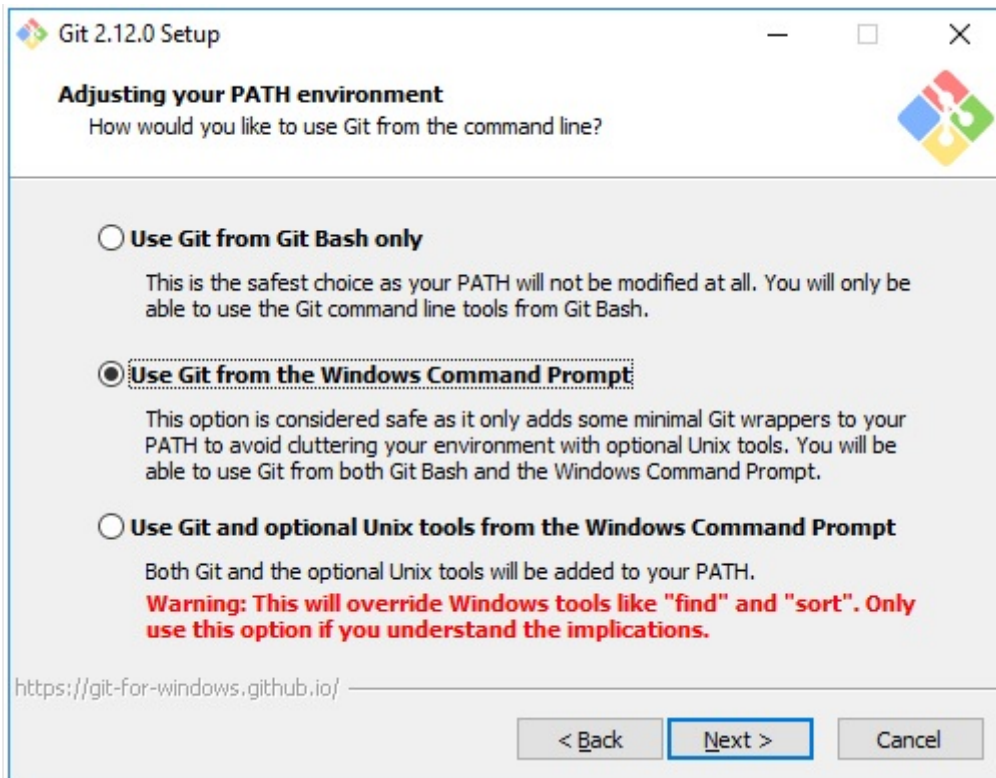 Git 2.12.0 Setup
Adjusting your PATH environment
How would you like to use Git from the command line?
Use Git from Git Bash only
This is the safest choice as your PATH will not be modified at all. You will only be
able to use the Git command line tools from Git Bash.
Use Git from the Windows Command Prompt
This option is considered safe as it only adds some minimal Git wrappers to your
PATH to avoid cluttering your environment with optional Unix tools. You will be
able to use Git from both Git Bash and the Windows Command Prompt.
Use Git and optional Unix tools from the Windows Command Prompt
Both Git and the optional Unix tools will be added to your PATH.
Warning: This will override Windows tools like "find" and "sort". Only
use this option if you understand the implications.
https://git-for-windows.github.io/
< Back Next > Cancel